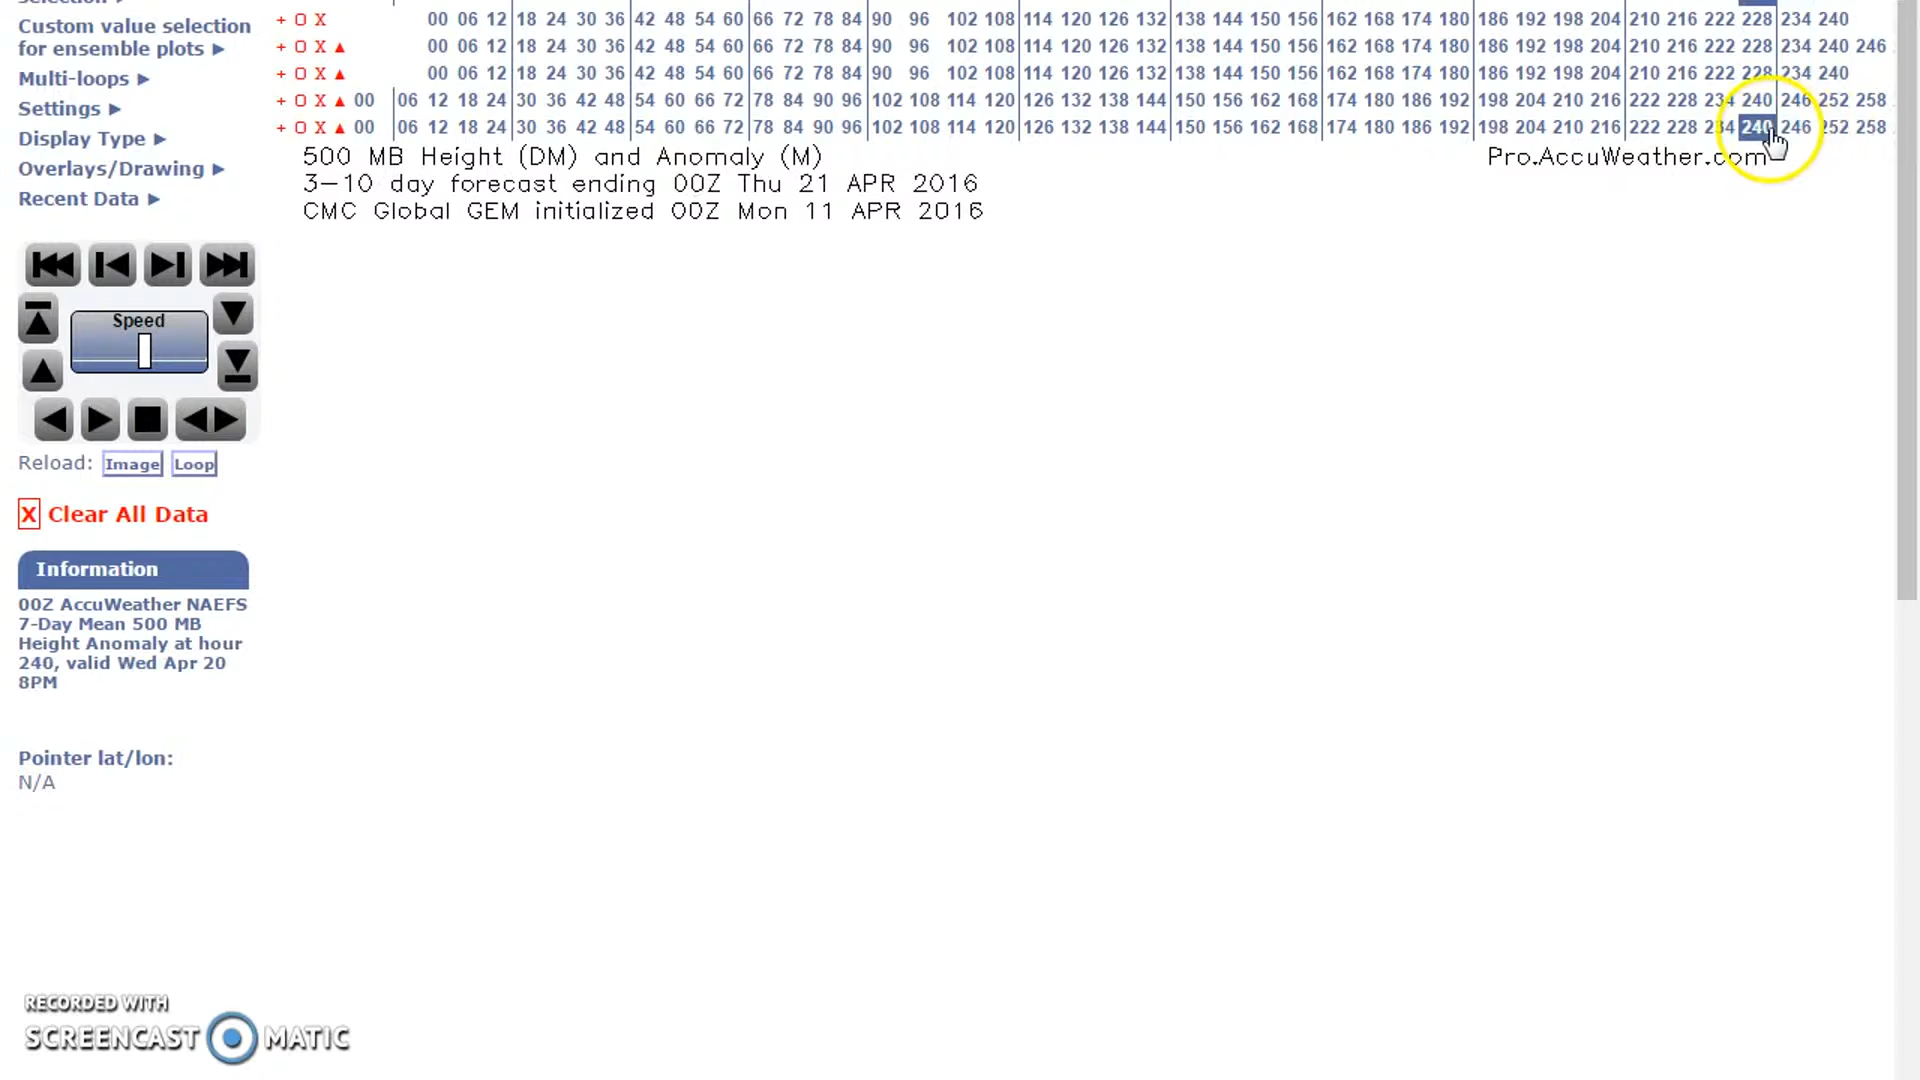 Custom value selection
for ensemble plots ▶
Multi-loops ▶
Settings ▶
Display Type ▶
Overlays/Drawing ▶
Recent Data ▶
+ O X 00 06 12 18 24 30 36 42 48 54 60 66 72 78 84 90 96 102 108 114 120 126 132 138 144 150 156 162 168 174 180 186 192 198 204 210 216 222 228 234 240
+ O X ▲ 00 06 12 18 24 30 36 42 48 54 60 66 72 78 84 90 96 102 108 114 120 126 132 138 144 150 156 162 168 174 180 186 192 198 204 210 216 222 228 234 240 246
+ O X ▲ 00 06 12 18 24 30 36 42 48 54 60 66 72 78 84 90 96 102 108 114 120 126 132 138 144 150 156 162 168 174 180 186 192 198 204 210 216 222 228 234 240
+ O X ▲ 00 06 12 18 24 30 36 42 48 54 60 66 72 78 84 90 96 102 108 114 120 126 132 138 144 150 156 162 168 174 180 186 192 198 204 210 216 222 228 234 240 246 252 258
+ O X ▲ 00 06 12 18 24 30 36 42 48 54 60 66 72 78 84 90 96 102 108 114 120 126 132 138 144 150 156 162 168 174 180 186 192 198 204 210 216 222 228 234 240 246 252 258
500 MB Height (DM) and Anomaly (M)
Pro.AccuWeather.com
3-10 day forecast ending 00Z Thu 21 APR 2016
CMC Global GEM initialized 00Z Mon 11 APR 2016
Speed
Reload: Image Loop
X Clear All Data
Information
00Z AccuWeather NAEFS
7-Day Mean 500 MB
Height Anomaly at hour
240, valid Wed Apr 20
8PM
Pointer lat/lon:
N/A
RECORDED WITH
SCREENCAST MATIC